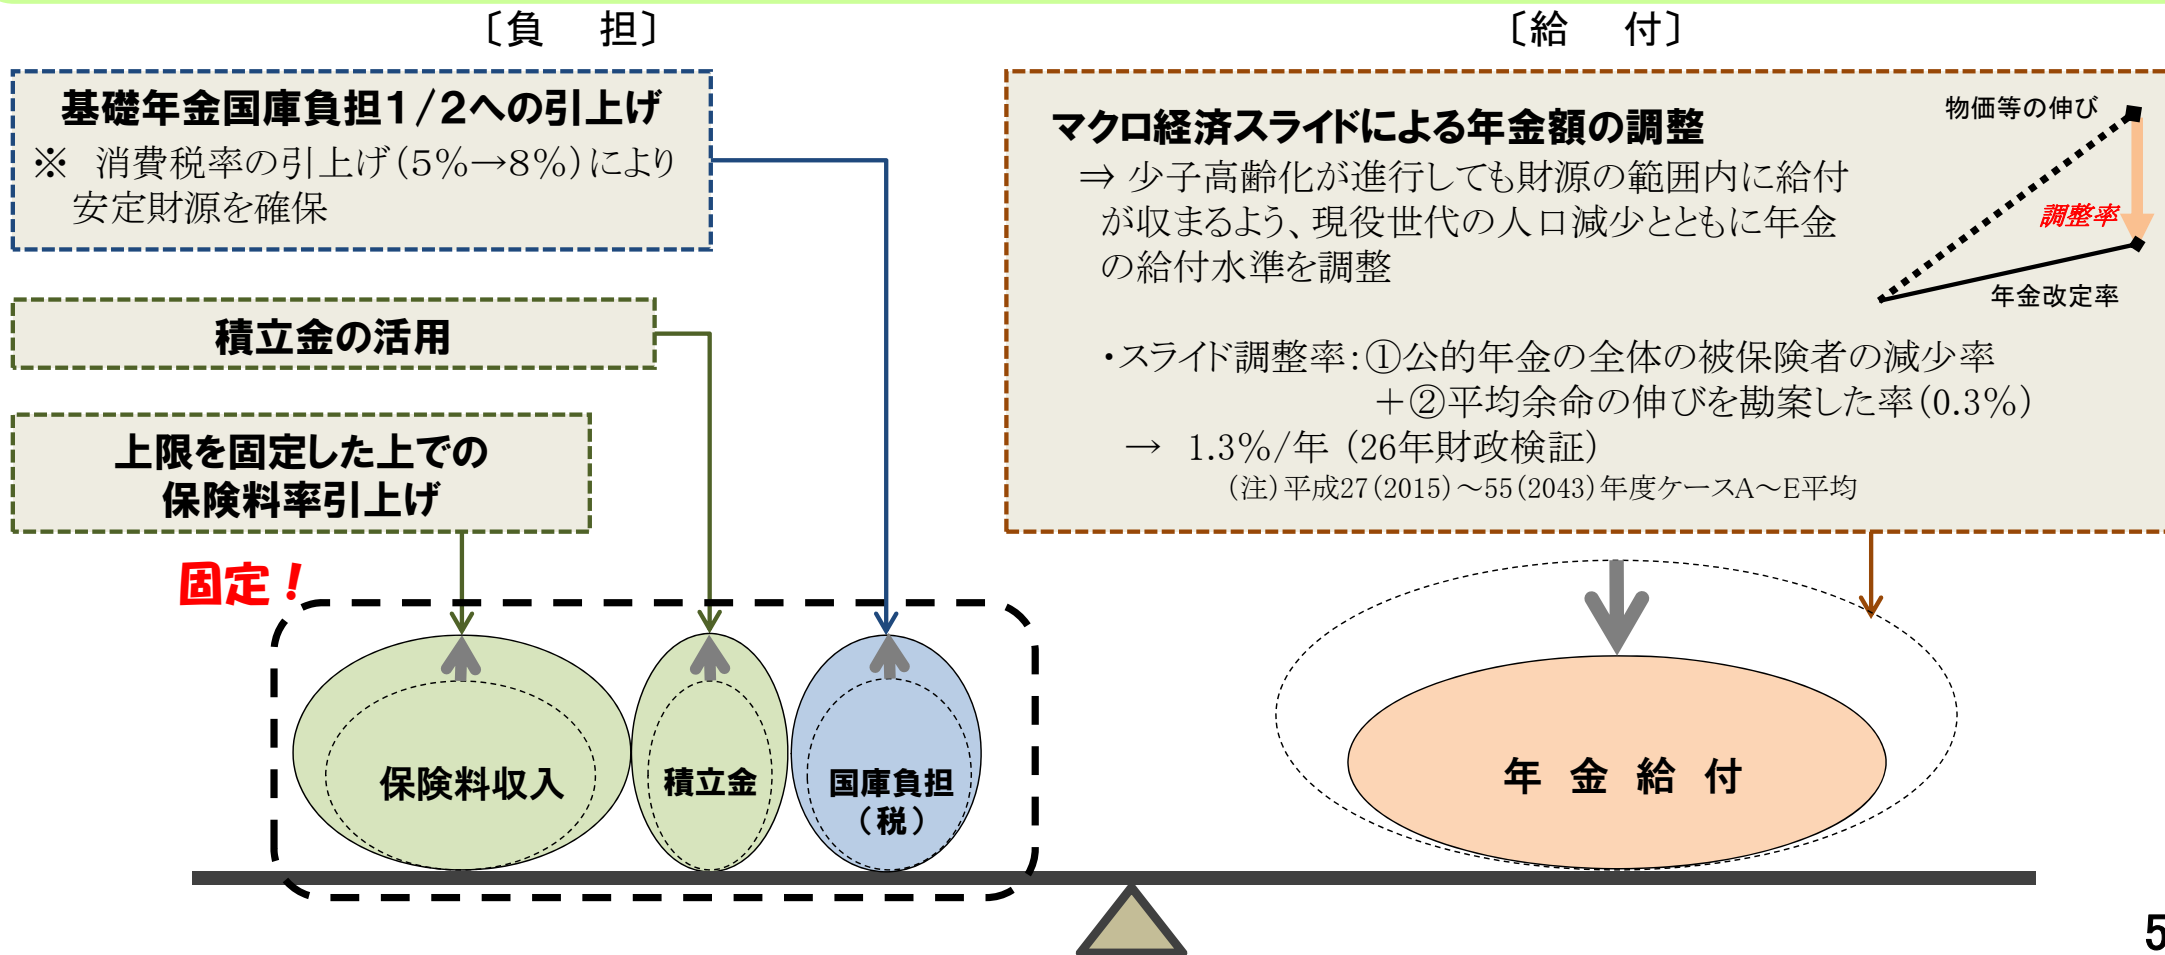 〔負　担〕
基礎年金国庫負担１/２への引上げ
※　消費税率の引上げ（５％→８％）により
安定財源を確保
積立金の活用
上限を固定した上での
保険料率引上げ
固定！
保険料収入
積立金
国庫負担
（税）
〔給　付〕
マクロ経済スライドによる年金額の調整
⇒ 少子高齢化が進行しても財源の範囲内に給付
が収まるよう、現役世代の人口減少とともに年金
の給付水準を調整
物価等の伸び
調整率
年金改定率
・スライド調整率：①公的年金の全体の被保険者の減少率
＋②平均余命の伸びを勘案した率（0.3％）
→　1.3％/年（26年財政検証）
（注）平成27（2015）～55（2043）年度ケースA～E平均
年 金 給 付
5